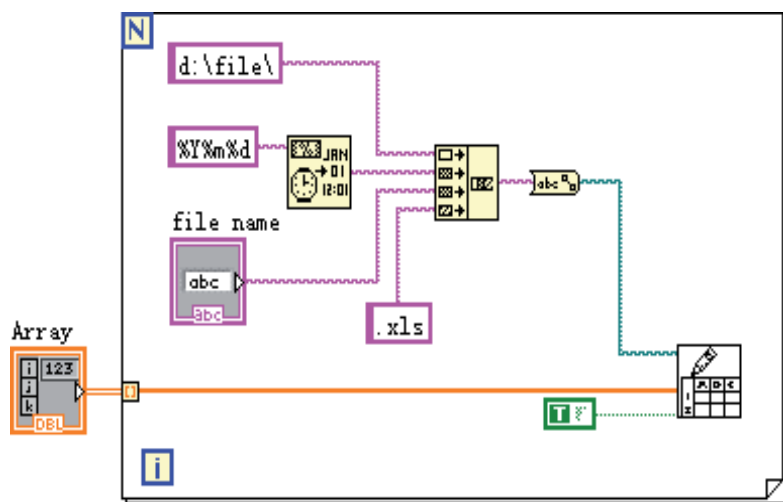 N
d:\file\
%Y%m%d
JAN
01
12:01
file name
abc
abc
abc
.xls
Array
i
j
k
123
DBL
T
i